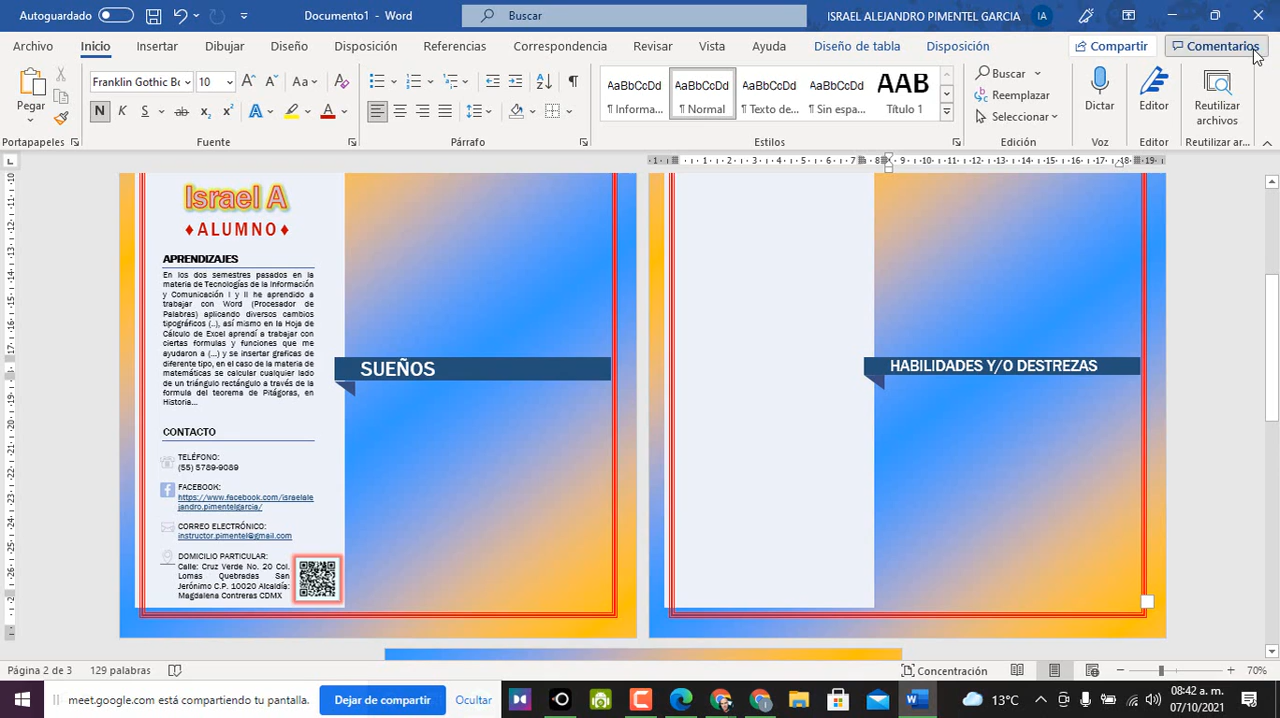 Autoguardado
Documento1 - Word
Buscar
ISRAEL ALEJANDRO PIMENTEL GARCIA
IA
Archivo
Inicio
Insertar
Dibujar
Diseño
Disposición
Referencias
Correspondencia
Revisar
Vista
Ayuda
Diseño de tabla
Disposición
Compartir
Comentarios
Pegar
Franklin Gothic Bo
10
Aa
N K S ab x₂ x²
AaBbCcDd AaBbCcDd AaBbCcDd AaBbCcDd AAB
¶ Informa... ¶ Normal ¶ Texto de... ¶ Sin espa... Título 1
Buscar
Reemplazar
Seleccionar
Dictar
Editor
Reutilizar
archivos
Portapapeles
Fuente
Párrafo
Estilos
Edición
Voz
Editor
Reutilizar ar...
Israel A
♦ALUMNO♦
APRENDIZAJES
En los dos semestres pasados en la
materia de Tecnologías de la Información
y Comunicación I y II he aprendido a
trabajar con Word (Procesador de
Palabras) aplicando diversos cambios
tipográficos (..), así mismo en la Hoja de
Cálculo de Excel aprendí a trabajar con
ciertas formulas y funciones que me
ayudaron a (...) y se insertar graficas de
diferente tipo, en el caso de la materia de
matemáticas se calcular cualquier lado
de un triángulo rectángulo a través de la
formula del teorema de Pitágoras, en
Historia...
CONTACTO
TELÉFONO:
(55) 5789-9089
FACEBOOK:
https://www.facebook.com/israelale
jandro.pimentelgarcia/
CORREO ELECTRÓNICO:
instructor.pimentel@gmail.com
DOMICILIO PARTICULAR:
Calle: Cruz Verde No. 20 Col.
Lomas Quebradas San
Jerónimo C.P. 10020 Alcaldía:
Magdalena Contreras CDMX
SUEÑOS
HABILIDADES Y/O DESTREZAS
Página 2 de 3
129 palabras
Concentración
70%
meet.google.com está compartiendo tu pantalla.
Dejar de compartir
Ocultar
13°C
08:42 a. m.
07/10/2021